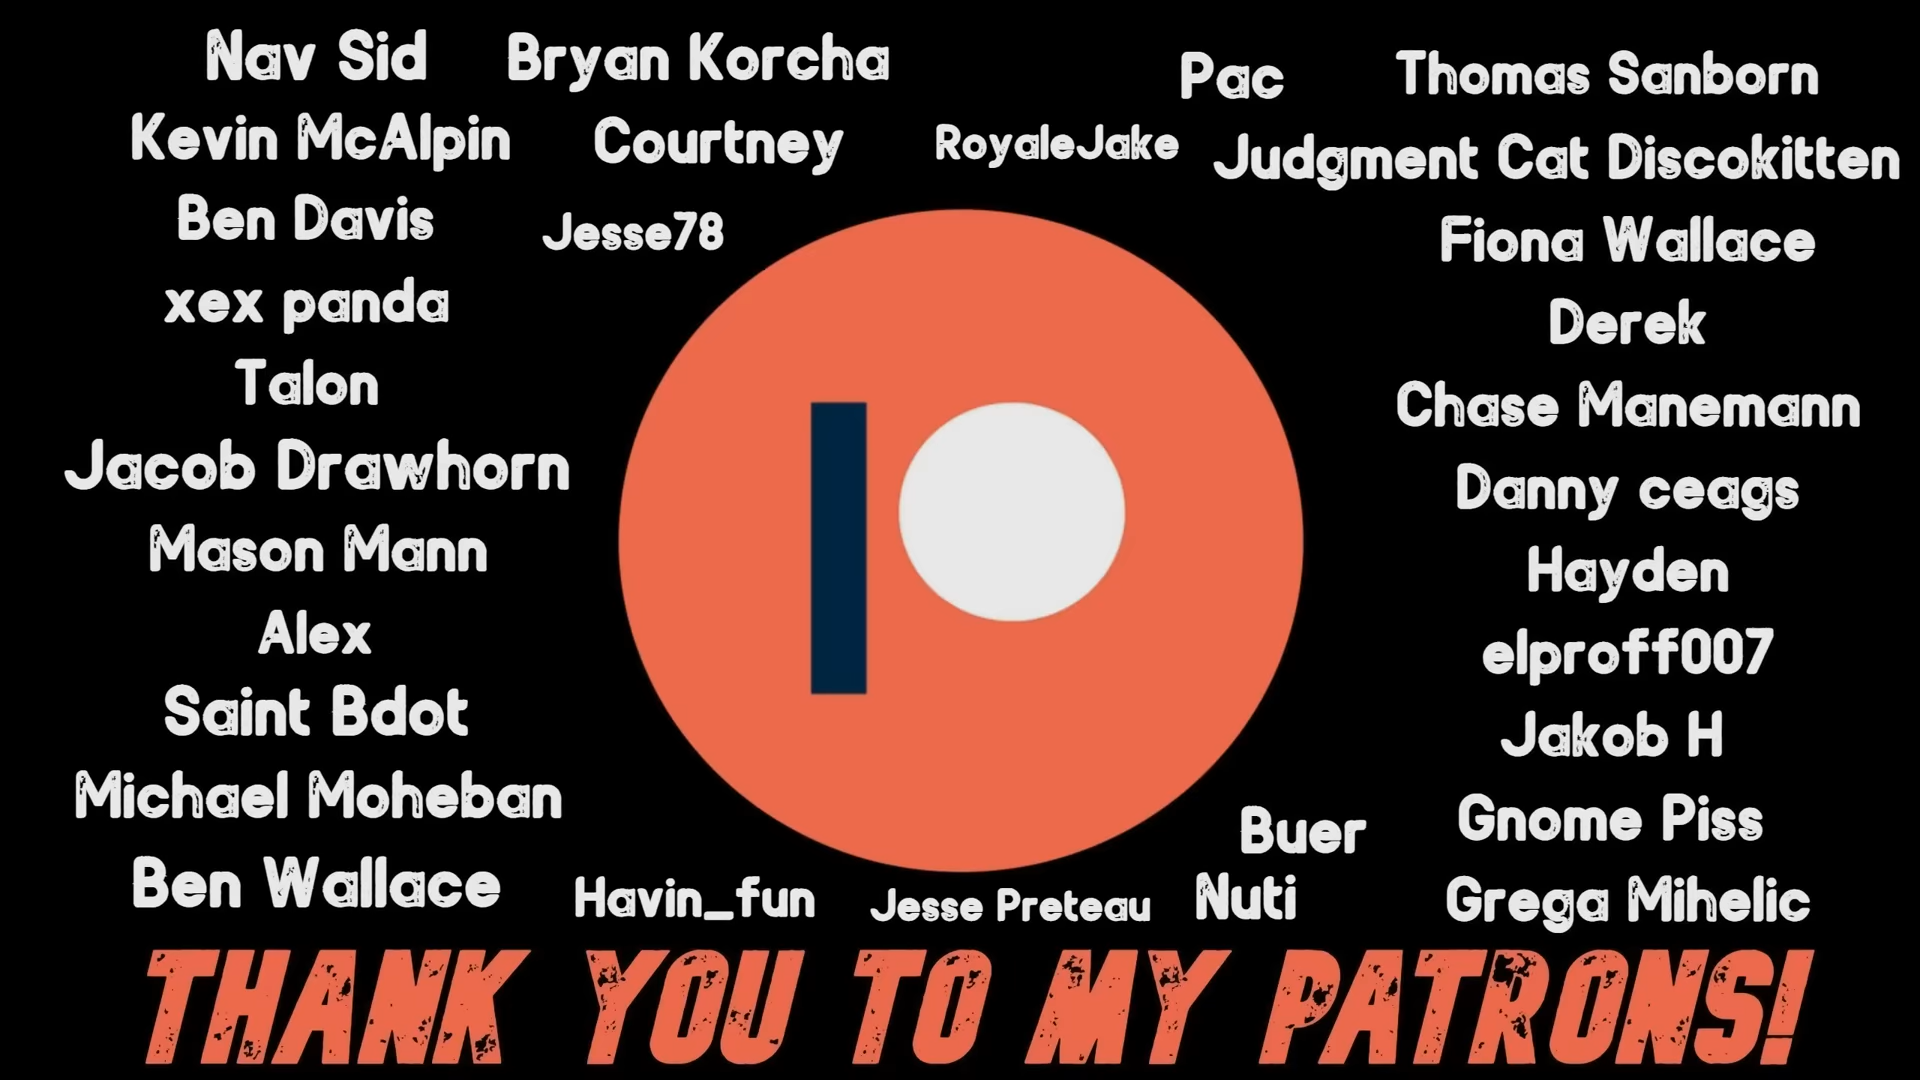 Nav Sid
Bryan Korcha
Pac
Thomas Sanborn
Kevin McAlpin
Courtney
RoyaleJake
Judgment Cat Discokitten
Ben Davis
Jesse78
Fiona Wallace
xex panda
Derek
Talon
Chase Manemann
Jacob Drawhorn
Danny ceags
Mason Mann
Hayden
Alex
elproff007
Saint Bdot
Jakob H
Michael Moheban
Buer
Gnome Piss
Ben Wallace
Havin_fun
Jesse Preteau
Nuti
Grega Mihelic
THANK YOU TO MY PATRONS!